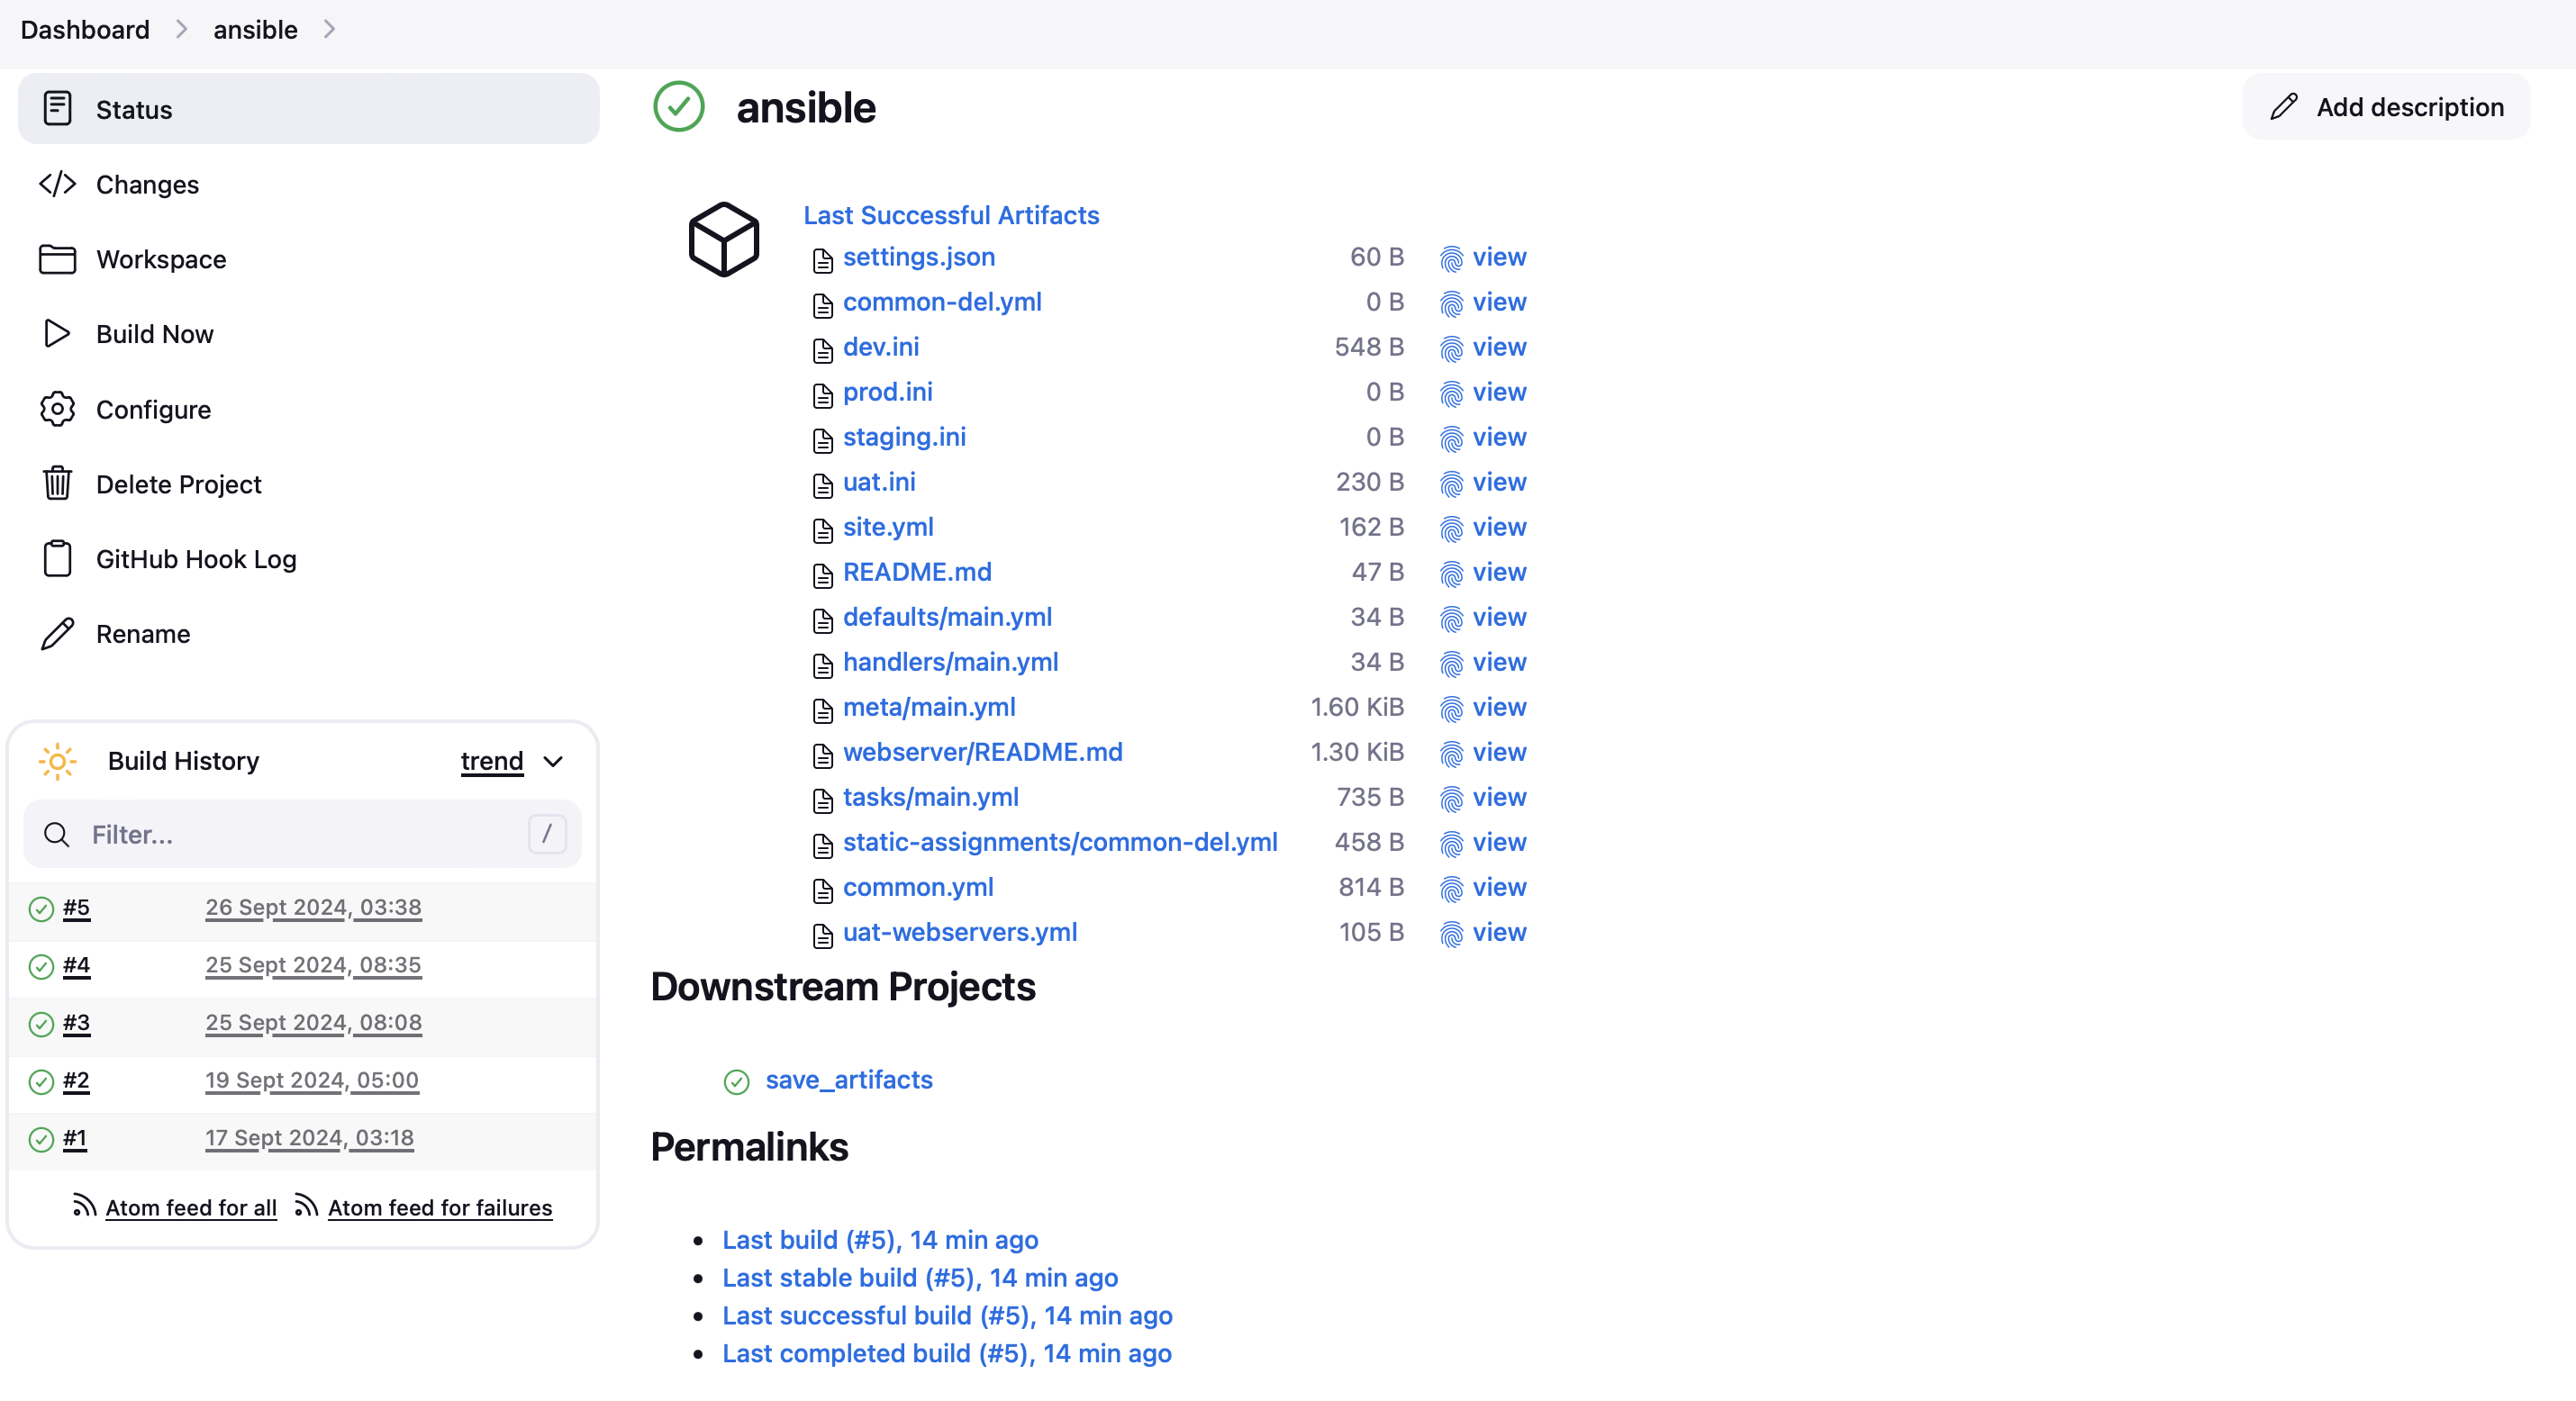 Dashboard > ansible >
Status
Changes
Workspace
Build Now
Configure
Delete Project
GitHub Hook Log
Rename
Build History trend
Filter... /
#5 26 Sept 2024, 03:38
#4 25 Sept 2024, 08:35
#3 25 Sept 2024, 08:08
#2 19 Sept 2024, 05:00
#1 17 Sept 2024, 03:18
Atom feed for all Atom feed for failures
ansible
Add description
Last Successful Artifacts
settings.json 60 B view
common-del.yml 0 B view
dev.ini 548 B view
prod.ini 0 B view
staging.ini 0 B view
uat.ini 230 B view
site.yml 162 B view
README.md 47 B view
defaults/main.yml 34 B view
handlers/main.yml 34 B view
meta/main.yml 1.60 KiB view
webserver/README.md 1.30 KiB view
tasks/main.yml 735 B view
static-assignments/common-del.yml 458 B view
common.yml 814 B view
uat-webservers.yml 105 B view
Downstream Projects
save_artifacts
Permalinks
Last build (#5), 14 min ago
Last stable build (#5), 14 min ago
Last successful build (#5), 14 min ago
Last completed build (#5), 14 min ago